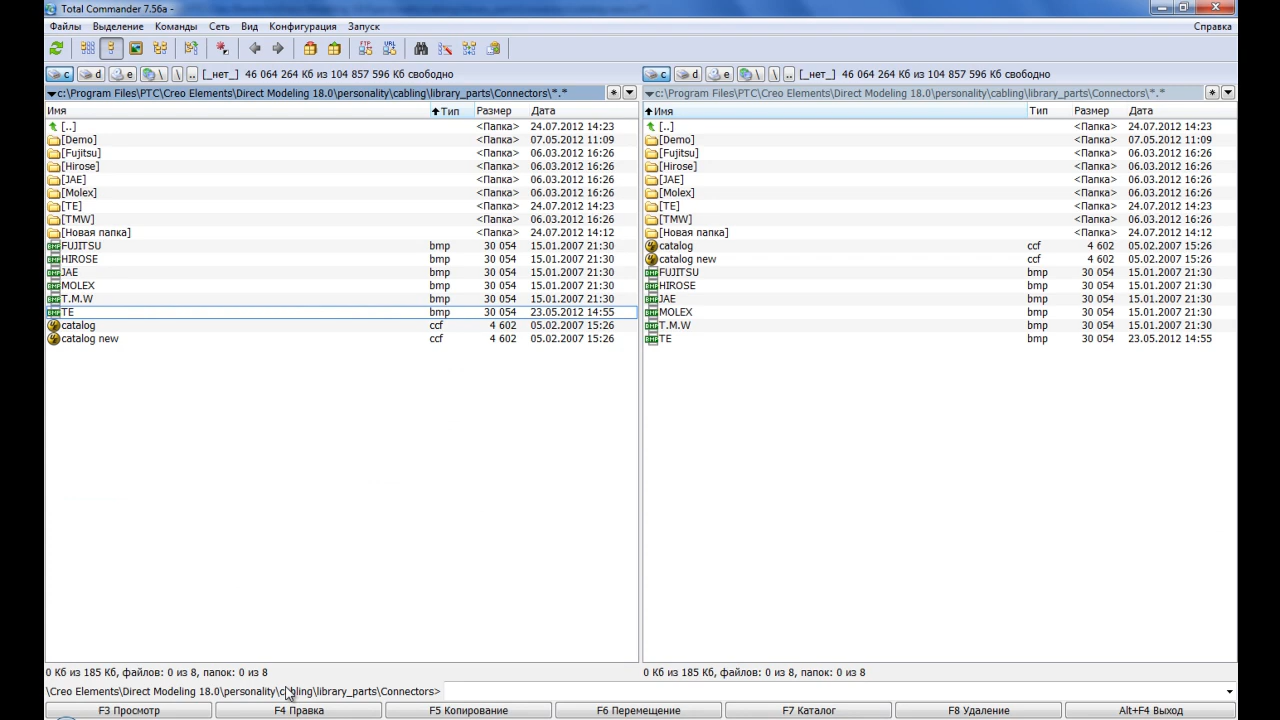 Total Commander 7.56a -
Файлы Выделение Команды Сеть Вид Конфигурация Запуск Справка
FTP URL
c d e \ \ .. [_нет_] 46 064 264 Кб из 104 857 596 Кб свободно
c d e \ \ .. [_нет_] 46 064 264 Кб из 104 857 596 Кб свободно
c:\Program Files\PTC\Creo Elements\Direct Modeling 18.0\personality\cabling\library_parts\Connectors\*.*
Имя Тип Размер Дата
[..] <Папка> 24.07.2012 14:23
[Demo] <Папка> 07.05.2012 11:09
[Fujitsu] <Папка> 06.03.2012 16:26
[Hirose] <Папка> 06.03.2012 16:26
[JAE] <Папка> 06.03.2012 16:26
[Molex] <Папка> 06.03.2012 16:26
[TE] <Папка> 24.07.2012 14:23
[TMW] <Папка> 06.03.2012 16:26
[Новая папка] <Папка> 24.07.2012 14:12
FUJITSU bmp 30 054 15.01.2007 21:30
HIROSE bmp 30 054 15.01.2007 21:30
JAE bmp 30 054 15.01.2007 21:30
MOLEX bmp 30 054 15.01.2007 21:30
T.M.W bmp 30 054 15.01.2007 21:30
TE bmp 30 054 23.05.2012 14:55
catalog ccf 4 602 05.02.2007 15:26
catalog new ccf 4 602 05.02.2007 15:26
0 Кб из 185 Кб, файлов: 0 из 8, папок: 0 из 8
c:\Program Files\PTC\Creo Elements\Direct Modeling 18.0\personality\cabling\library_parts\Connectors\*.*
Имя Тип Размер Дата
[..] <Папка> 24.07.2012 14:23
[Demo] <Папка> 07.05.2012 11:09
[Fujitsu] <Папка> 06.03.2012 16:26
[Hirose] <Папка> 06.03.2012 16:26
[JAE] <Папка> 06.03.2012 16:26
[Molex] <Папка> 06.03.2012 16:26
[TE] <Папка> 24.07.2012 14:23
[TMW] <Папка> 06.03.2012 16:26
[Новая папка] <Папка> 24.07.2012 14:12
catalog ccf 4 602 05.02.2007 15:26
catalog new ccf 4 602 05.02.2007 15:26
FUJITSU bmp 30 054 15.01.2007 21:30
HIROSE bmp 30 054 15.01.2007 21:30
JAE bmp 30 054 15.01.2007 21:30
MOLEX bmp 30 054 15.01.2007 21:30
T.M.W bmp 30 054 15.01.2007 21:30
TE bmp 30 054 23.05.2012 14:55
0 Кб из 185 Кб, файлов: 0 из 8, папок: 0 из 8
\Creo Elements\Direct Modeling 18.0\personality\cabling\library_parts\Connectors>
F3 Просмотр F4 Правка F5 Копирование F6 Перемещение F7 Каталог F8 Удаление Alt+F4 Выход